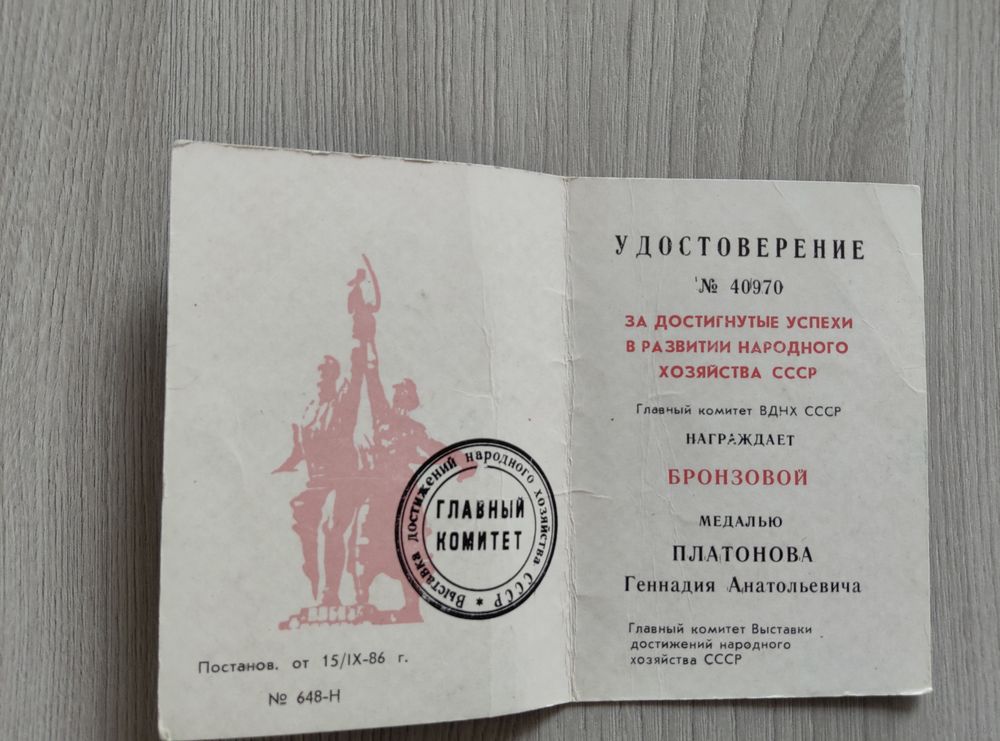 Выставка достижений народного хозяйства СССР *
ГЛАВНЫЙ
КОМИТЕТ
Постанов. от 15/IX-86 г.
№ 648-Н
УДОСТОВЕРЕНИЕ
№ 40970
ЗА ДОСТИГНУТЫЕ УСПЕХИ
В РАЗВИТИИ НАРОДНОГО
ХОЗЯЙСТВА СССР
Главный комитет ВДНХ СССР
НАГРАЖДАЕТ
БРОНЗОВОЙ
МЕДАЛЬЮ
ПЛАТОНОВА
Геннадия Анатольевича
Главный комитет Выставки
достижений народного
хозяйства СССР